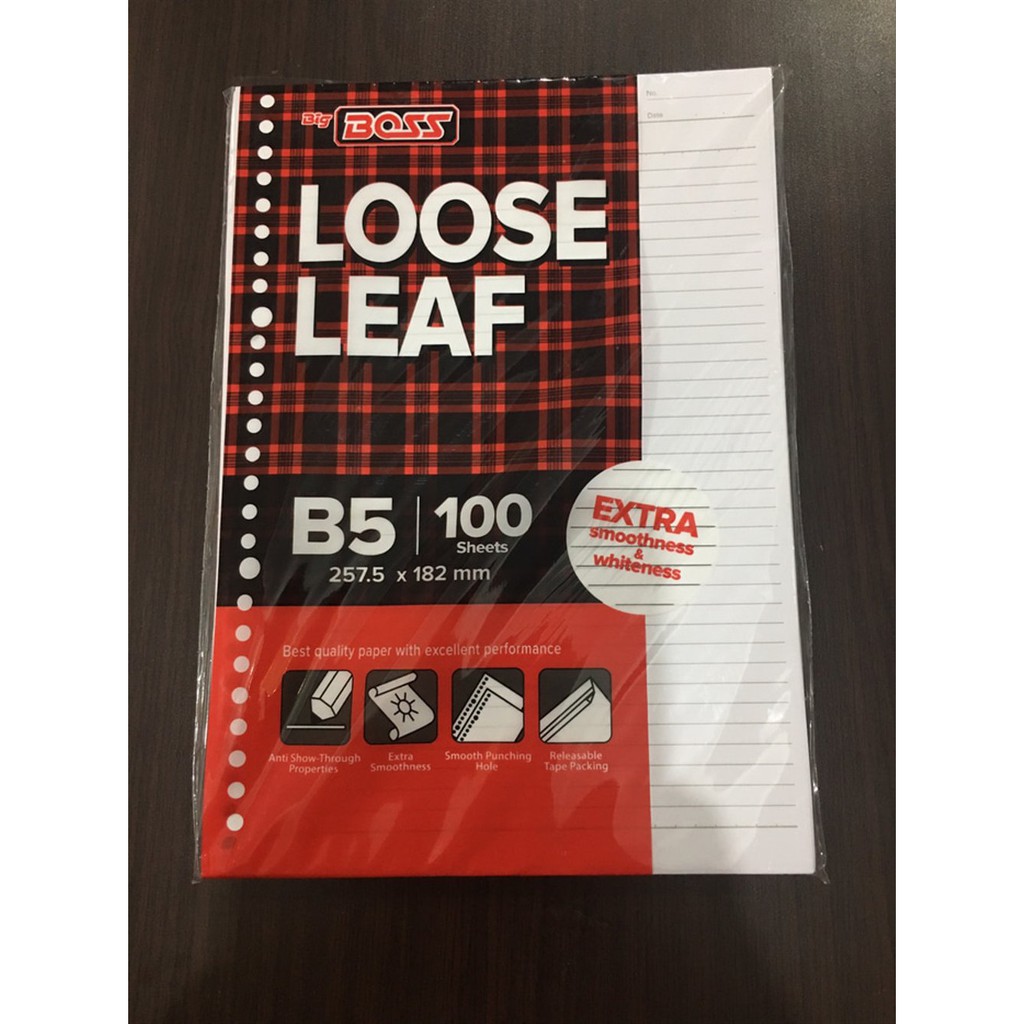 Big BOSS
No.
Date
LOOSE
LEAF
B5 100
Sheets
257.5 x 182 mm
EXTRA
smoothness
&
whiteness
Best quality paper with excellent performance
Anti Show-Through
Properties
Extra
Smoothness
Smooth Punching
Hole
Releasable
Tape Packing